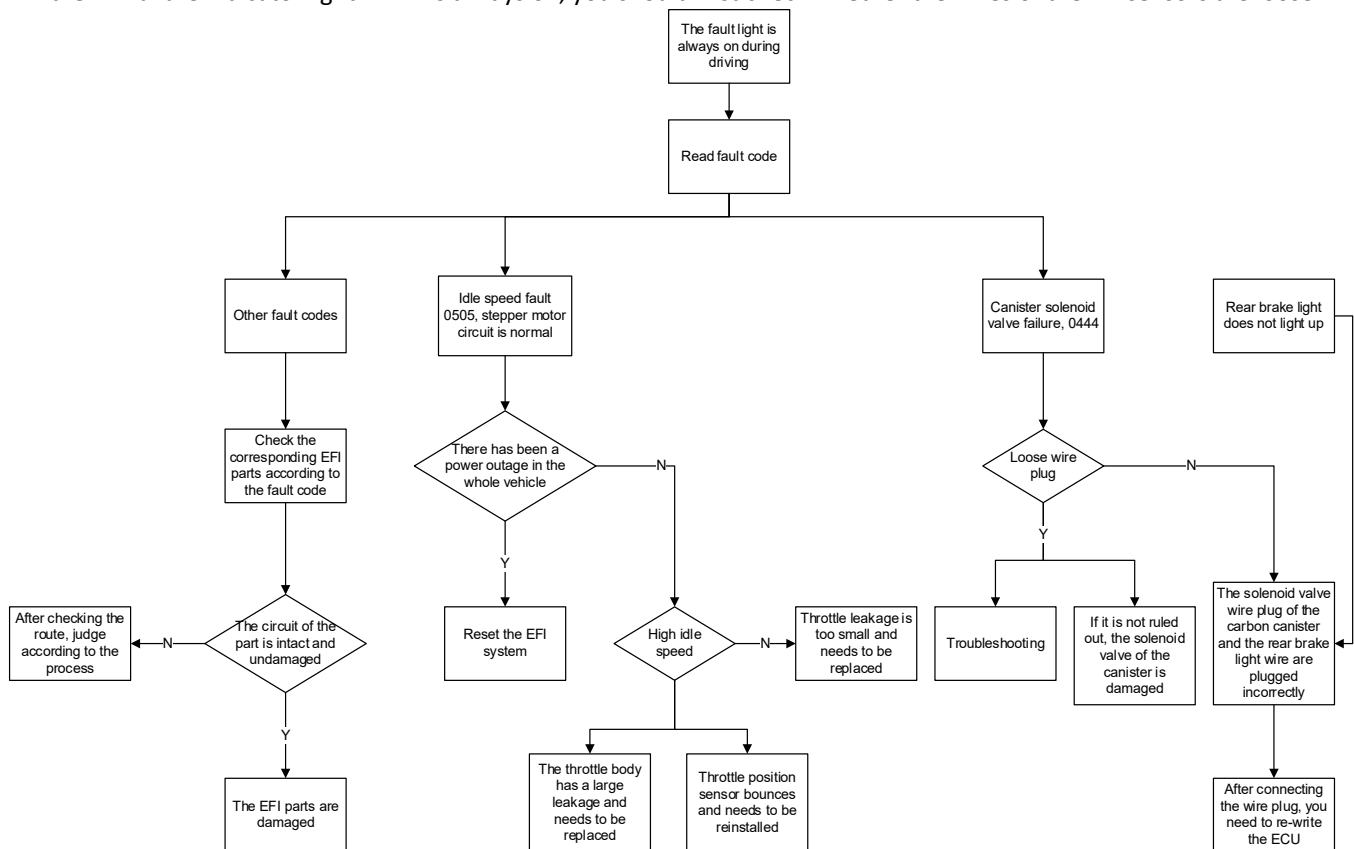 The fault light is
always on during
driving
Read fault code
Other fault codes
Idle speed fault
0505, stepper motor
circuit is normal
Canister solenoid
valve failure, 0444
Rear brake light
does not light up
Check the
corresponding EFI
parts according to
the fault code
There has been a
power outage in the
whole vehicle
N
Loose wire
plug
N
Y
Y
After checking the
route, judge
according to the
process
N
The circuit of the
part is intact and
undamaged
Reset the EFI
system
High idle
speed
N
Throttle leakage is
too small and
needs to be
replaced
Troubleshooting
If it is not ruled
out, the solenoid
valve of the
canister is
damaged
The solenoid valve
wire plug of the
carbon canister
and the rear brake
light wire are
plugged
incorrectly
Y
The EFI parts are
damaged
The throttle body
has a large
leakage and
needs to be
replaced
Throttle position
sensor bounces
and needs to be
reinstalled
After connecting
the wire plug, you
need to re-write
the ECU